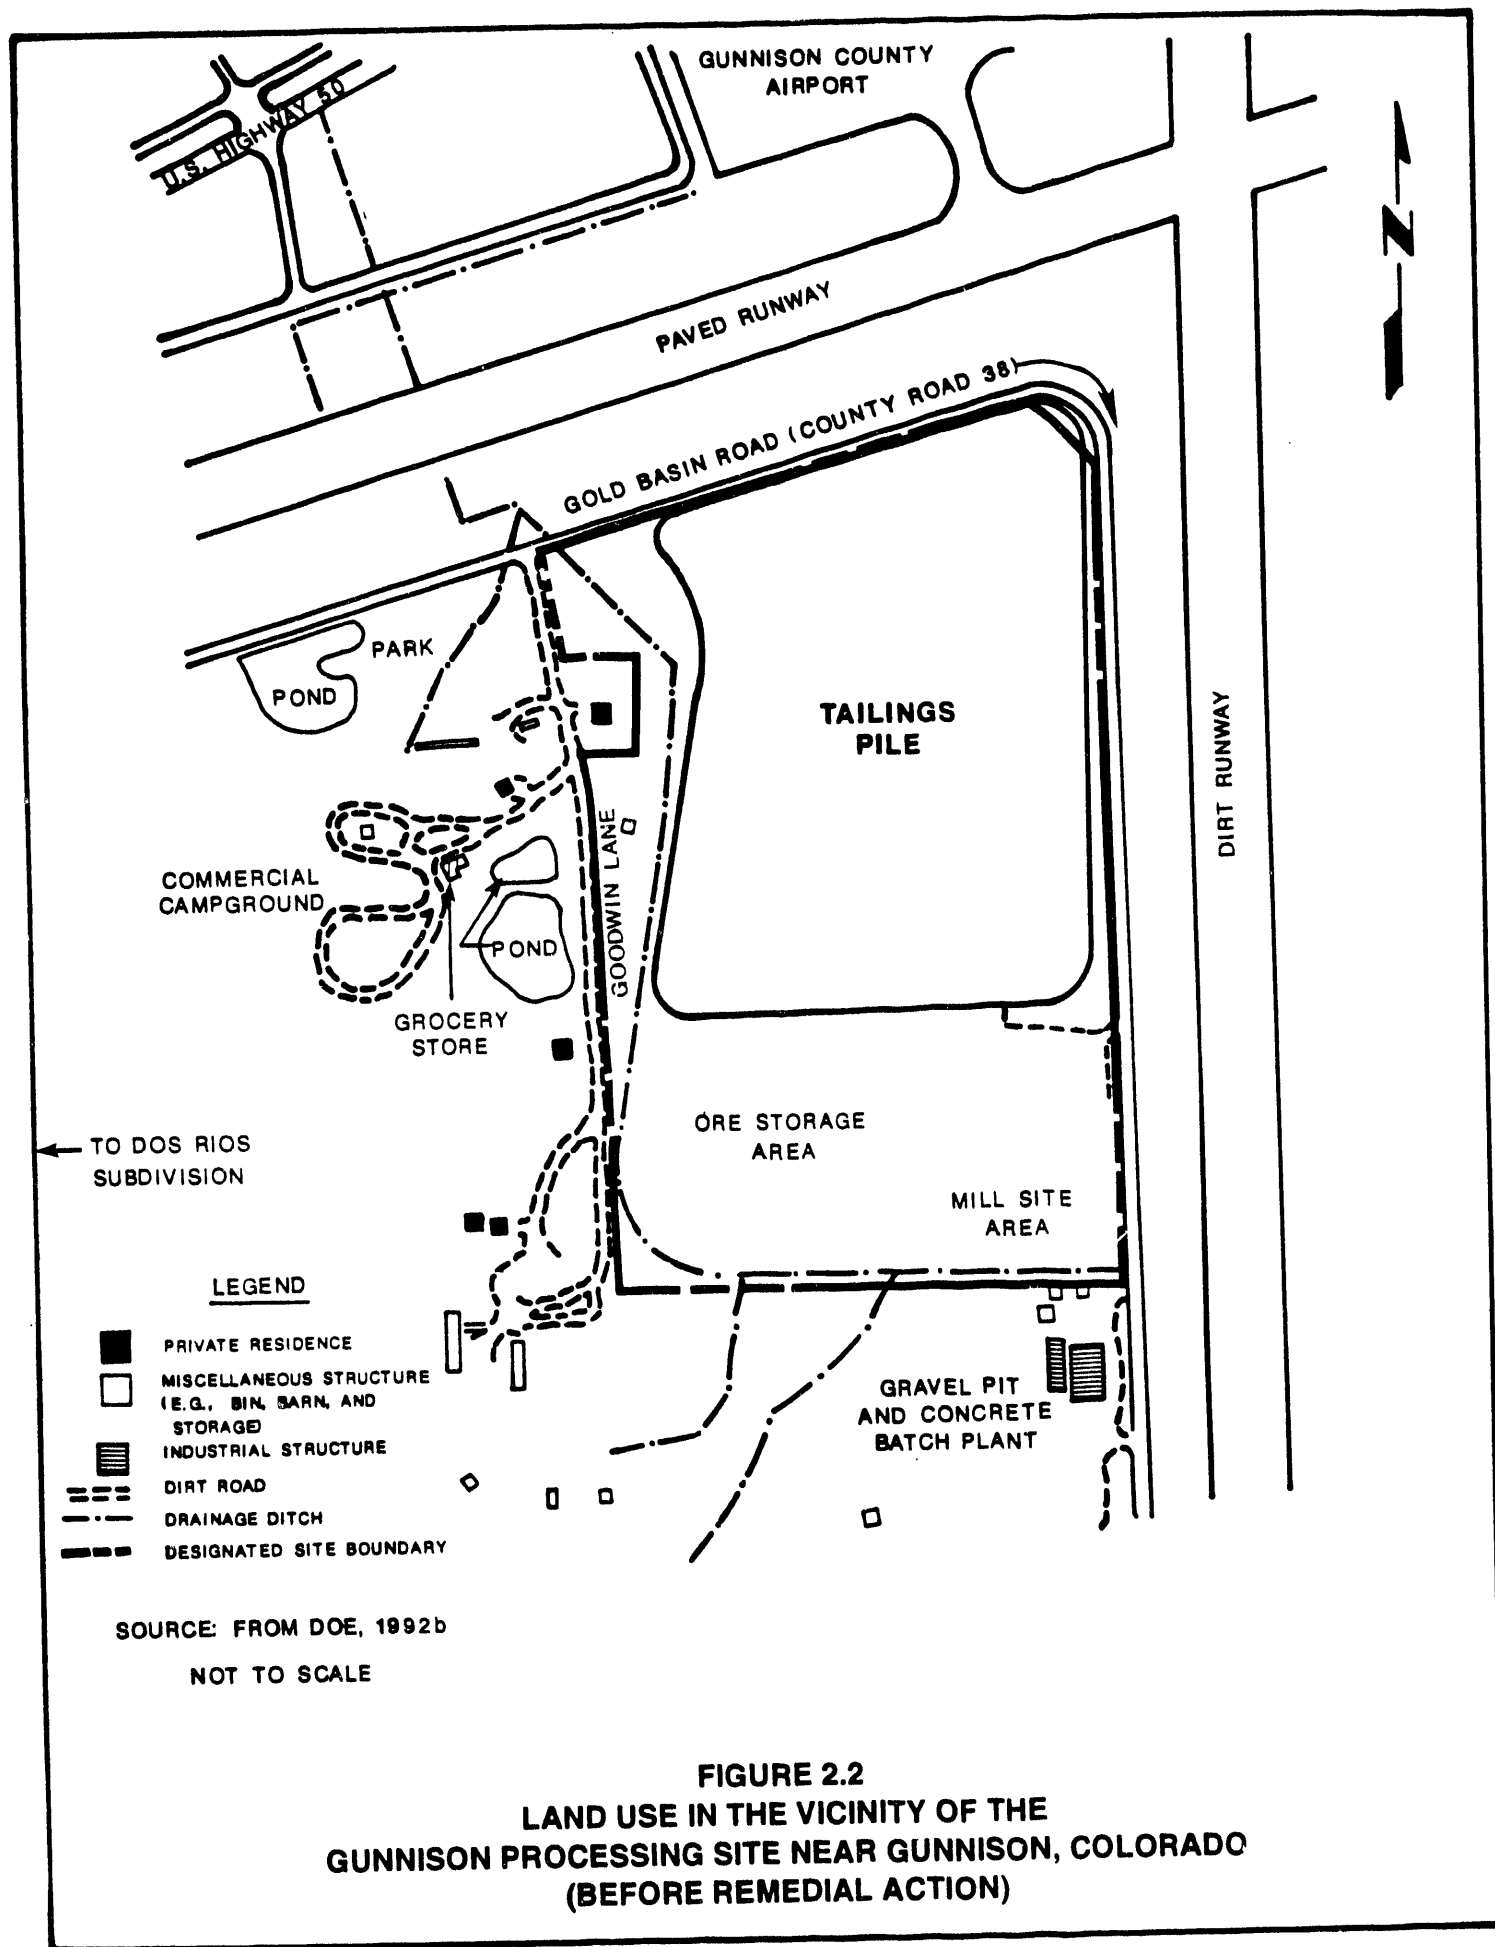 GUNNISON COUNTY
AIRPORT
U.S. HIGHWAY 50
N
PAVED RUNWAY
GOLD BASIN ROAD (COUNTY ROAD 38)
PARK
POND
TAILINGS
PILE
DIRT RUNWAY
GOODWIN LANE
COMMERCIAL
CAMPGROUND
POND
GROCERY
STORE
ORE STORAGE
AREA
TO DOS RIOS
SUBDIVISION
MILL SITE
AREA
LEGEND
PRIVATE RESIDENCE
MISCELLANEOUS STRUCTURE
(E.G., BIN, BARN, AND
STORAGE)
INDUSTRIAL STRUCTURE
DIRT ROAD
DRAINAGE DITCH
DESIGNATED SITE BOUNDARY
GRAVEL PIT
AND CONCRETE
BATCH PLANT
SOURCE: FROM DOE, 1992b
NOT TO SCALE
FIGURE 2.2
LAND USE IN THE VICINITY OF THE
GUNNISON PROCESSING SITE NEAR GUNNISON, COLORADO
(BEFORE REMEDIAL ACTION)